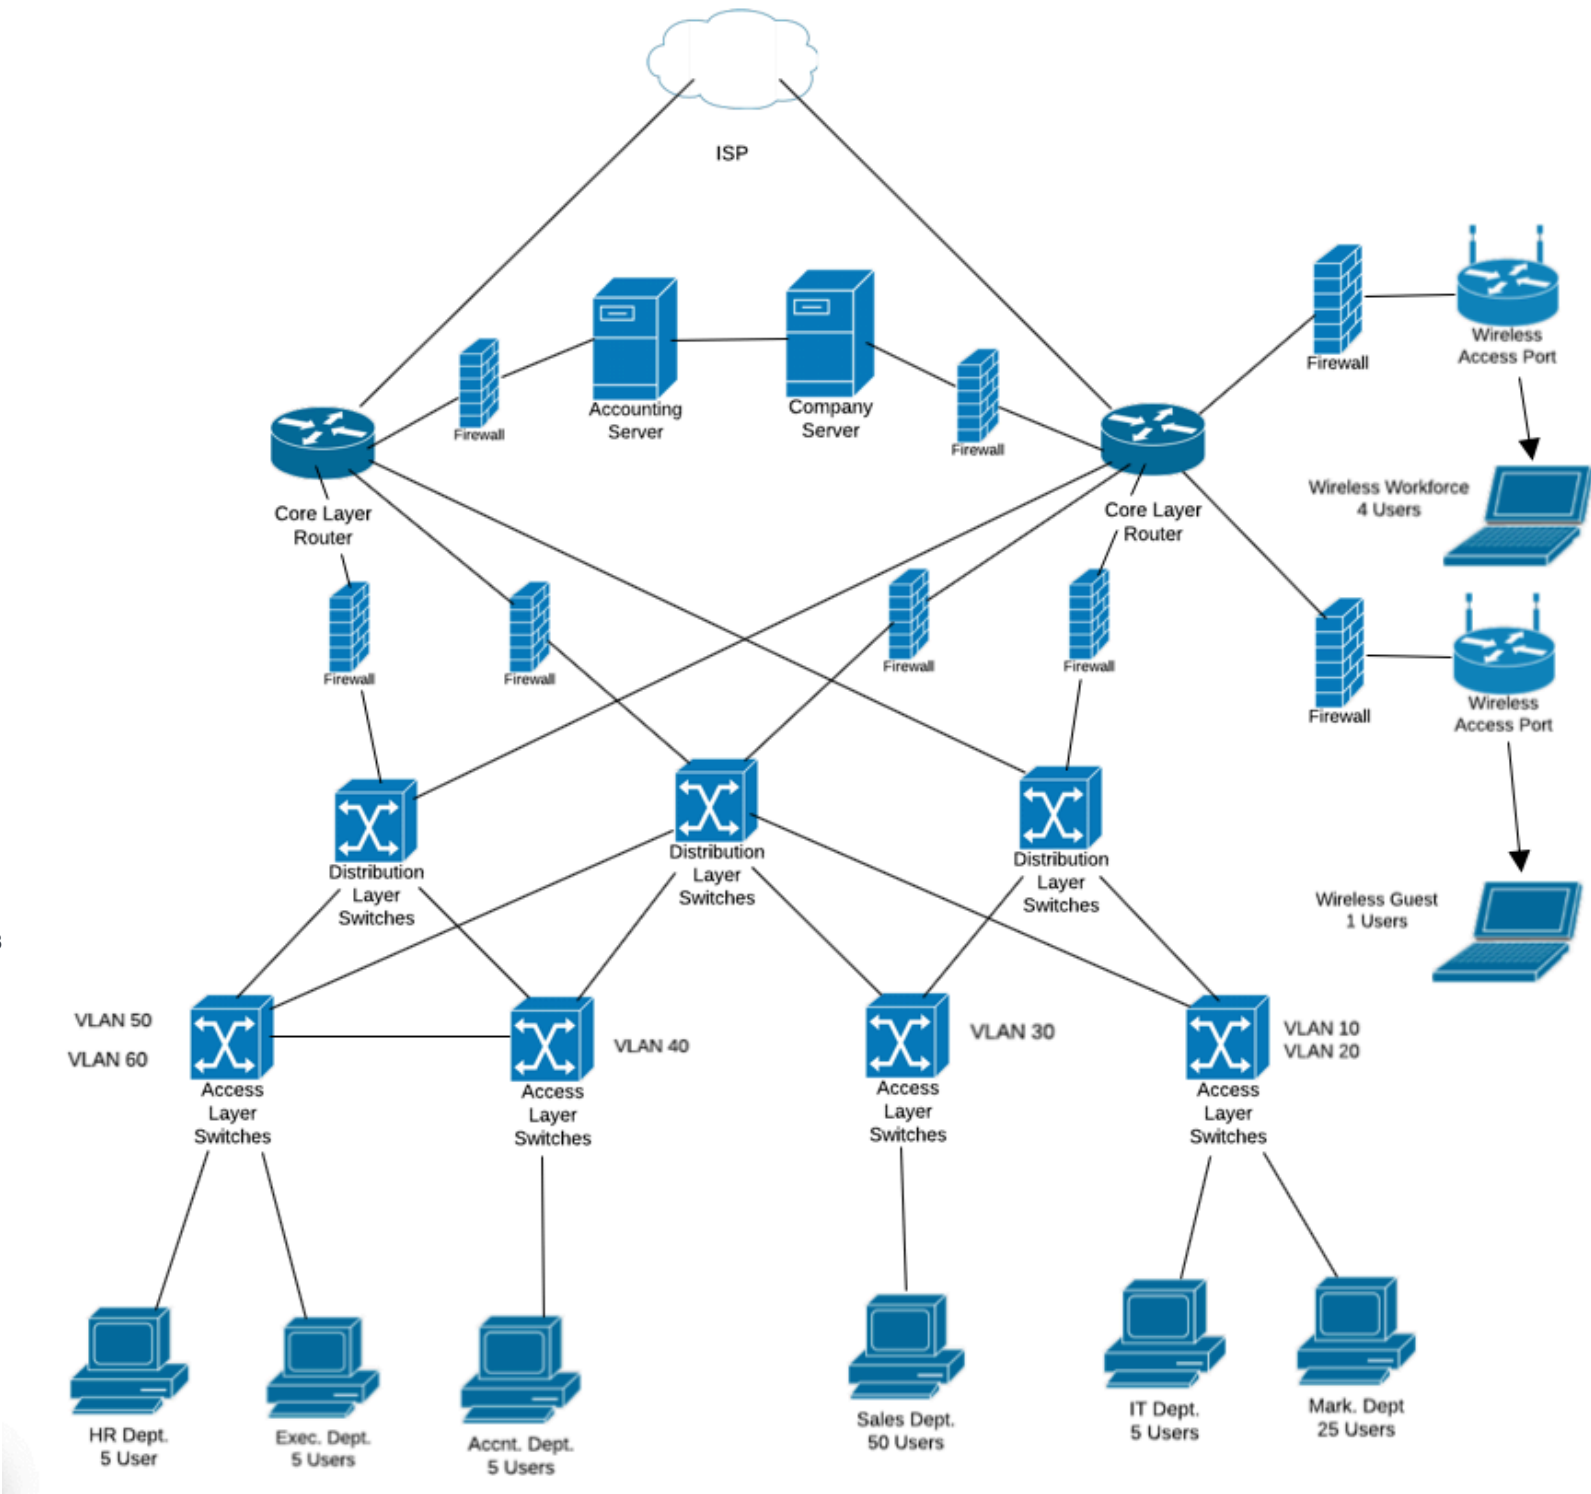 ISP
Accounting
Server
Company
Server
Firewall
Firewall
Firewall
Wireless
Access Port
Wireless Workforce
4 Users
Core Layer
Router
Core Layer
Router
Firewall
Firewall
Firewall
Firewall
Firewall
Wireless
Access Port
Wireless Guest
1 Users
Distribution
Layer
Switches
Distribution
Layer
Switches
Distribution
Layer
Switches
VLAN 50
VLAN 60
VLAN 40
VLAN 30
VLAN 10
VLAN 20
Access
Layer
Switches
Access
Layer
Switches
Access
Layer
Switches
Access
Layer
Switches
HR Dept.
5 User
Exec. Dept.
5 Users
Accnt. Dept.
5 Users
Sales Dept.
50 Users
IT Dept.
5 Users
Mark. Dept
25 Users